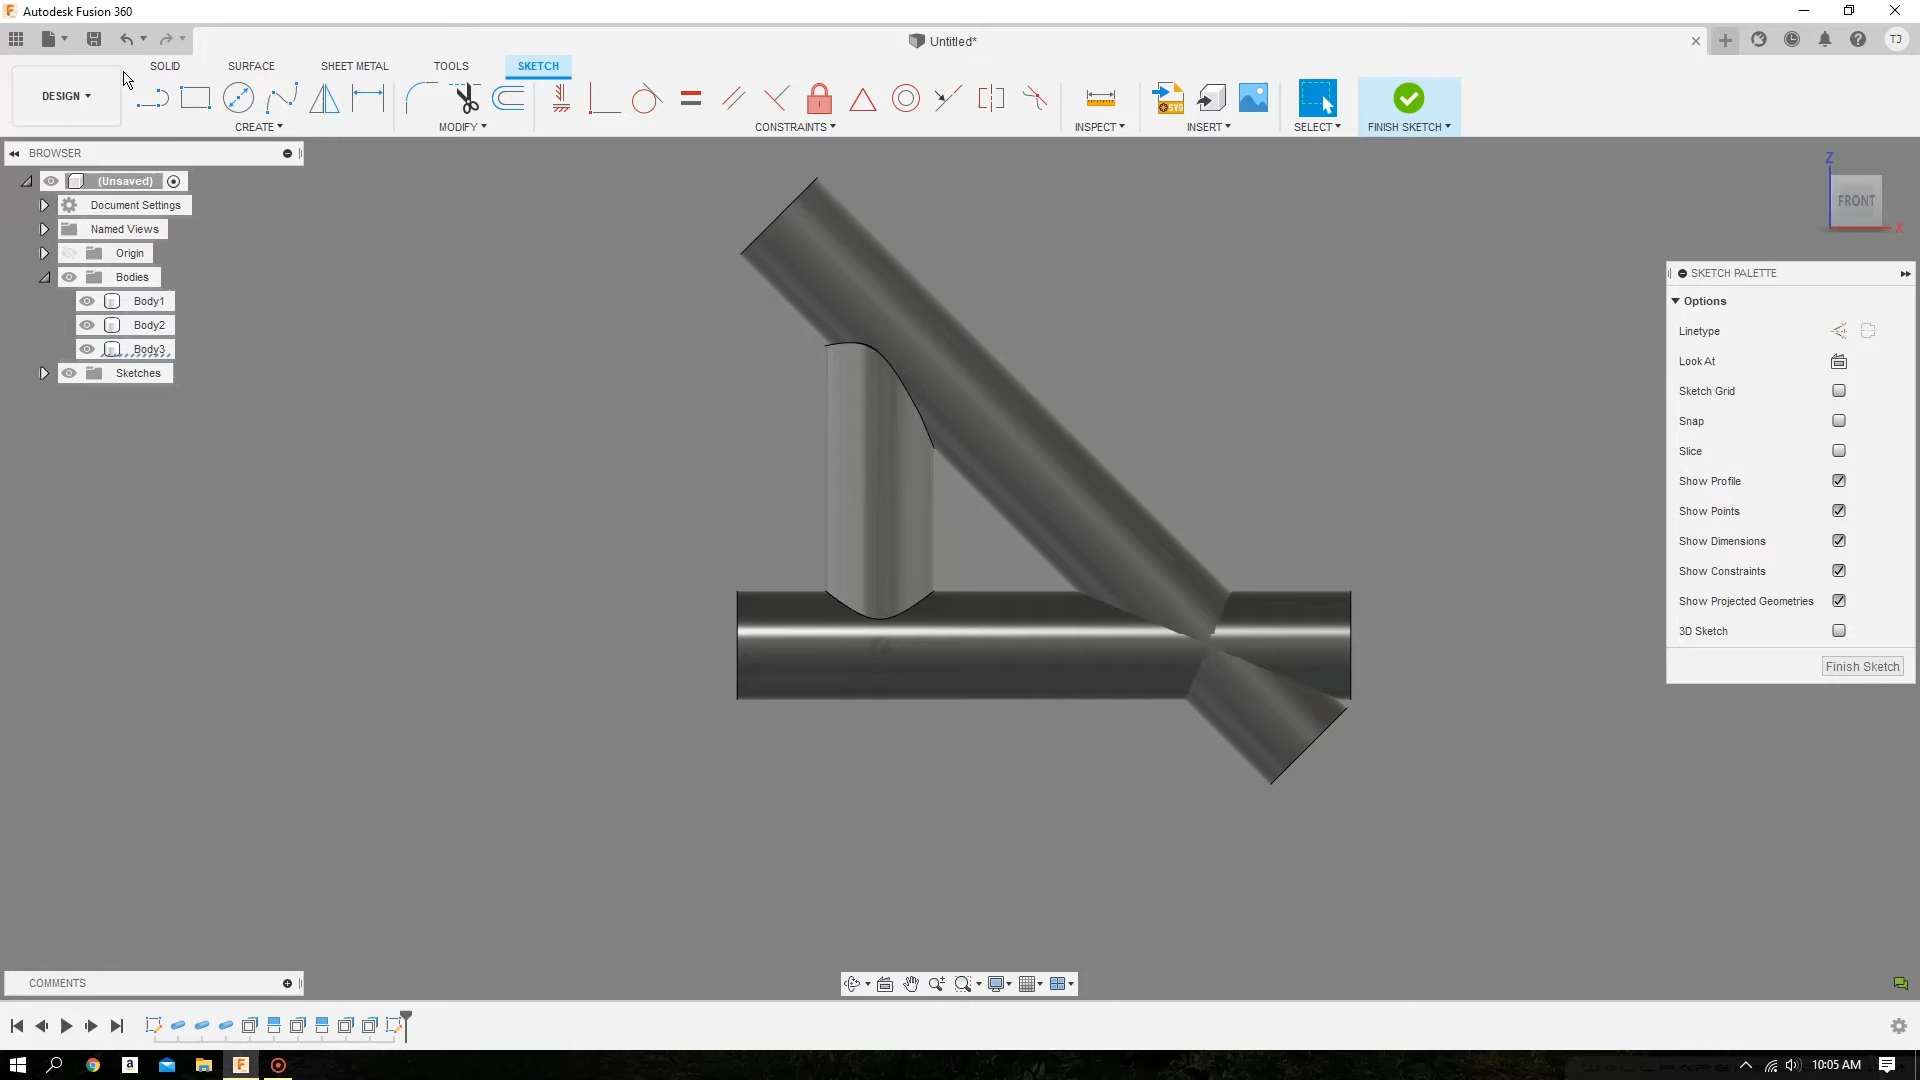 Autodesk Fusion 360
Untitled*
TJ
DESIGN
SOLID
SURFACE
SHEET METAL
TOOLS
SKETCH
CREATE
MODIFY
CONSTRAINTS
INSPECT
SVG
INSERT
SELECT
FINISH SKETCH
BROWSER
(Unsaved)
Document Settings
Named Views
Origin
Bodies
Body1
Body2
Body3
Sketches
Z
FRONT
X
SKETCH PALETTE
Options
Linetype
Look At
Sketch Grid
Snap
Slice
Show Profile
Show Points
Show Dimensions
Show Constraints
Show Projected Geometries
3D Sketch
Finish Sketch
COMMENTS
10:05 AM